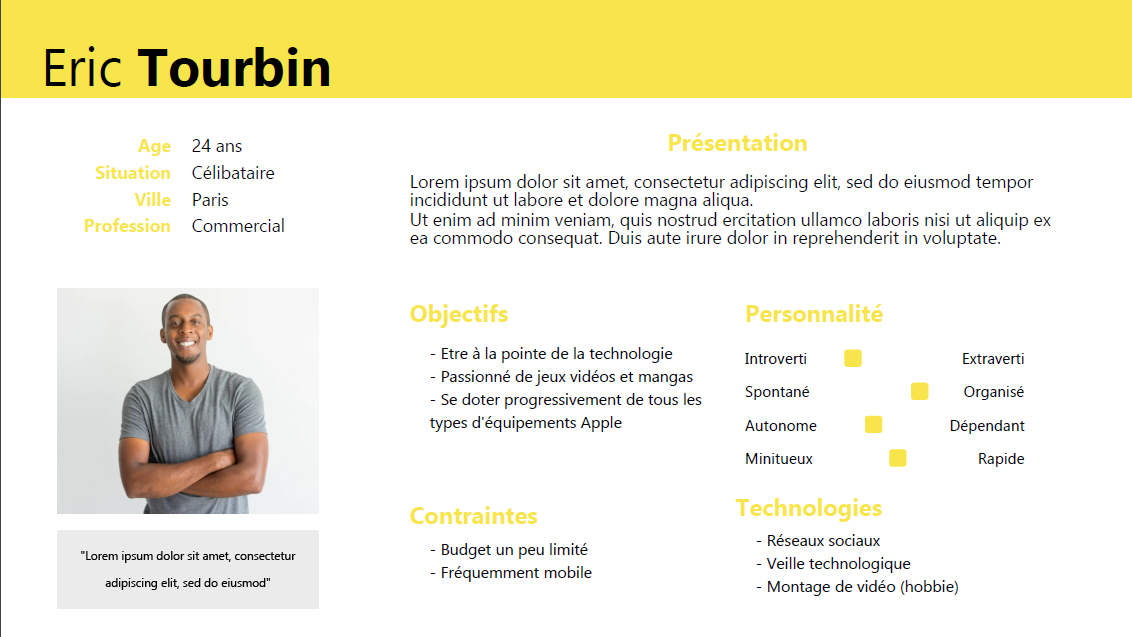 Eric Tourbin
Age 24 ans
Situation Célibataire
Ville Paris
Profession Commercial
"Lorem ipsum dolor sit amet, consectetur
adipiscing elit, sed do eiusmod"
Présentation
Lorem ipsum dolor sit amet, consectetur adipiscing elit, sed do eiusmod tempor
incididunt ut labore et dolore magna aliqua.
Ut enim ad minim veniam, quis nostrud ercitation ullamco laboris nisi ut aliquip ex
ea commodo consequat. Duis aute irure dolor in reprehenderit in voluptate.
Objectifs
- Etre à la pointe de la technologie
- Passionné de jeux vidéos et mangas
- Se doter progressivement de tous les
types d'équipements Apple
Personnalité
Introverti Extraverti
Spontané Organisé
Autonome Dépendant
Minitueux Rapide
Contraintes
- Budget un peu limité
- Fréquemment mobile
Technologies
- Réseaux sociaux
- Veille technologique
- Montage de vidéo (hobbie)